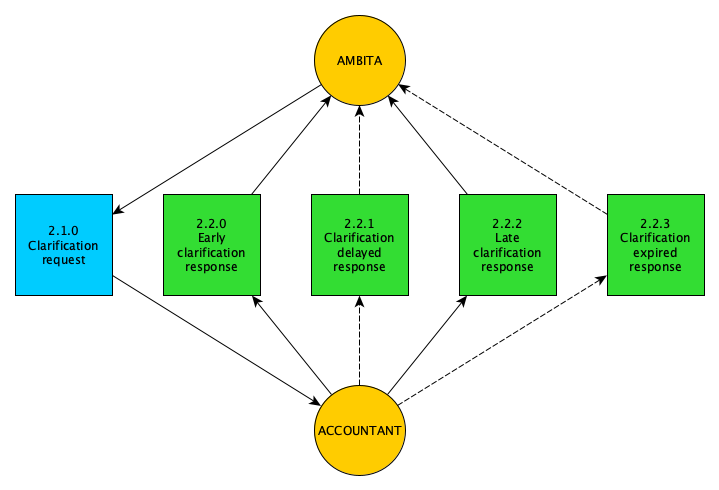 AMBITA
2.1.0
Clarification
request
2.2.0
Early
clarification
response
2.2.1
Clarification
delayed
response
2.2.2
Late
clarification
response
2.2.3
Clarification
expired
response
ACCOUNTANT